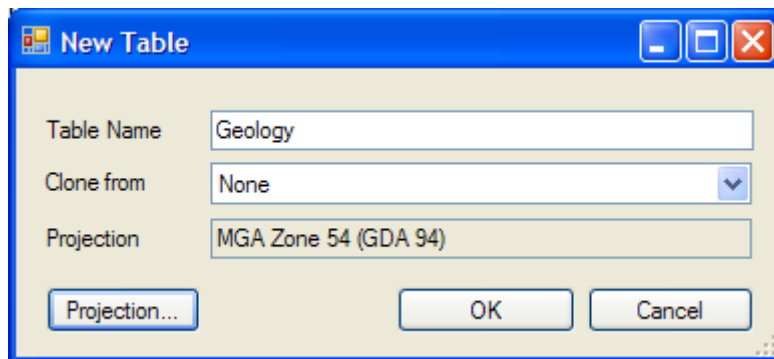 New Table
Table Name Geology
Clone from None
Projection MGA Zone 54 (GDA 94)
Projection... OK Cancel